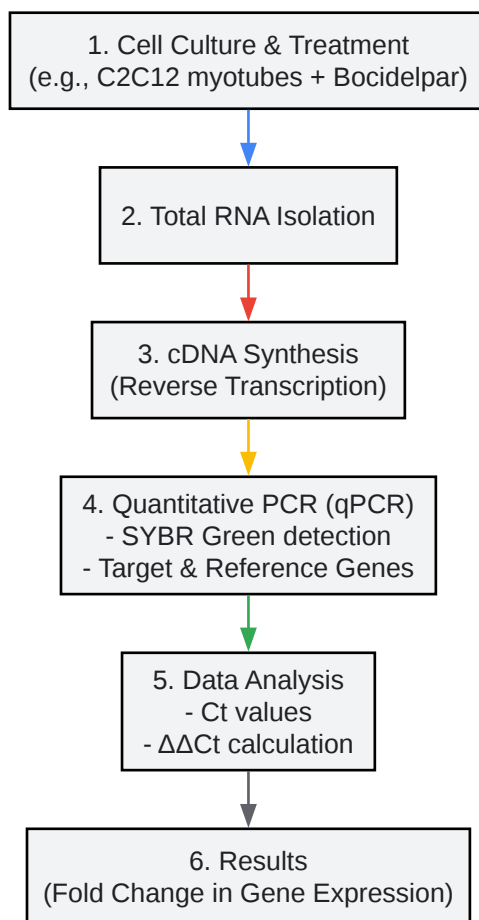 1. Cell Culture & Treatment
(e.g., C2C12 myotubes + Bocidelpar)
2. Total RNA Isolation
3. cDNA Synthesis
(Reverse Transcription)
4. Quantitative PCR (qPCR)
- SYBR Green detection
- Target & Reference Genes
5. Data Analysis
- Ct values
- ΔΔCt calculation
6. Results
(Fold Change in Gene Expression)